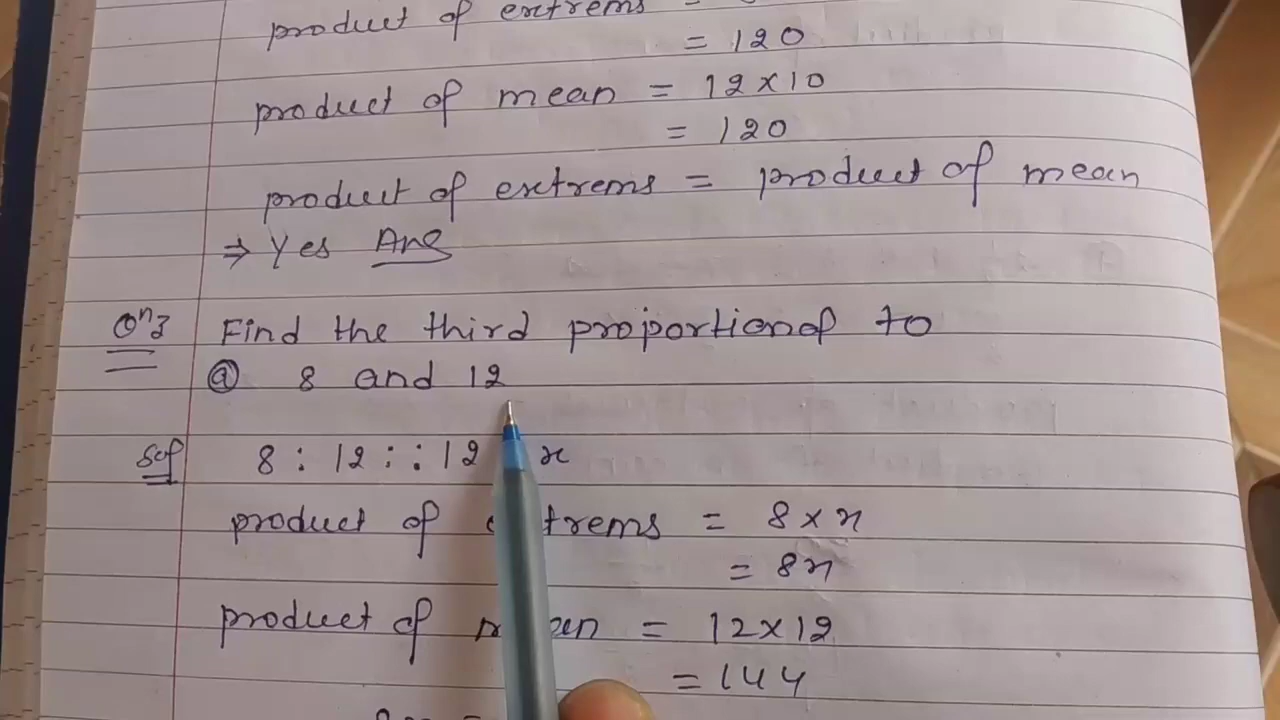 product of extrems =
= 120
product of mean = 12 x 10
= 120
product of extrems = product of mean
⇒ Yes Ans
Qⁿ3 Find the third proportional to
ⓐ 8 and 12
Sol 8 : 12 : : 12 x
product of extrems = 8 x x
= 8x
product of mean = 12 x 12
= 144